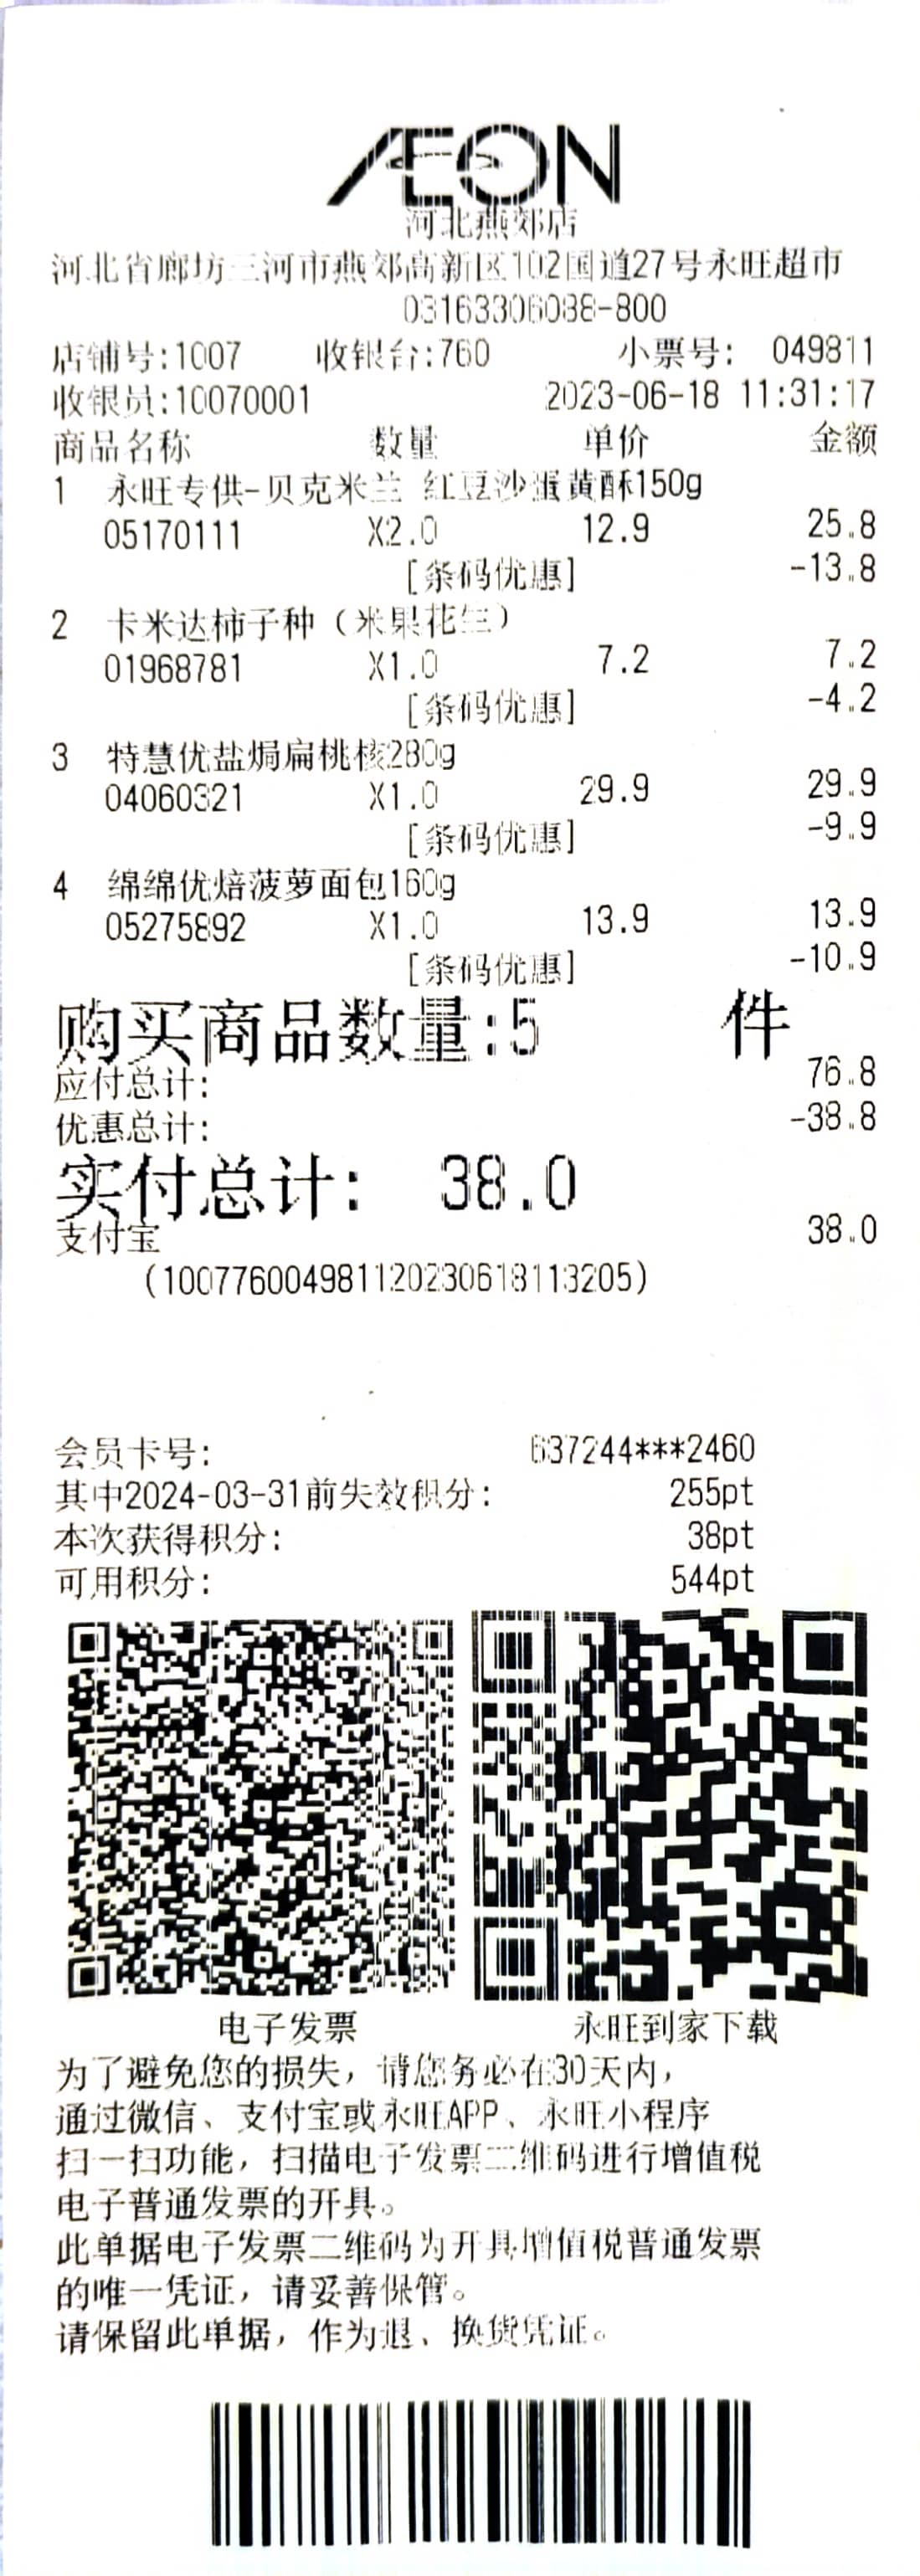 ÆON
河北燕郊店
河北省廊坊三河市燕郊高新区102国道27号永旺超市
03163306088-800
店铺号:1007 收银台:760 小票号: 049811
收银员:10070001 2023-06-18 11:31:17
商品名称 数量 单价 金额
1 永旺专供-贝克米兰 红豆沙蛋黄酥150g
05170111 X2.0 12.9 25.8
[条码优惠] -13.8
2 卡米达柿子种（米果花生）
01968781 X1.0 7.2 7.2
[条码优惠] -4.2
3 特慧优盐焗扁桃核280g
04060321 X1.0 29.9 29.9
[条码优惠] -9.9
4 绵绵优焙菠萝面包160g
05275892 X1.0 13.9 13.9
[条码优惠] -10.9
购买商品数量:5 件
应付总计: 76.8
优惠总计: -38.8
实付总计: 38.0
支付宝 38.0
(100776004981120230618113205)
会员卡号: 637244***2460
其中2024-03-31前失效积分: 255pt
本次获得积分: 38pt
可用积分: 544pt
电子发票 永旺到家下载
为了避免您的损失，请您务必在30天内，
通过微信、支付宝或永旺APP、永旺小程序
扫一扫功能，扫描电子发票二维码进行增值税
电子普通发票的开具。
此单据电子发票二维码为开具增值税普通发票
的唯一凭证，请妥善保管。
请保留此单据，作为退、换货凭证。